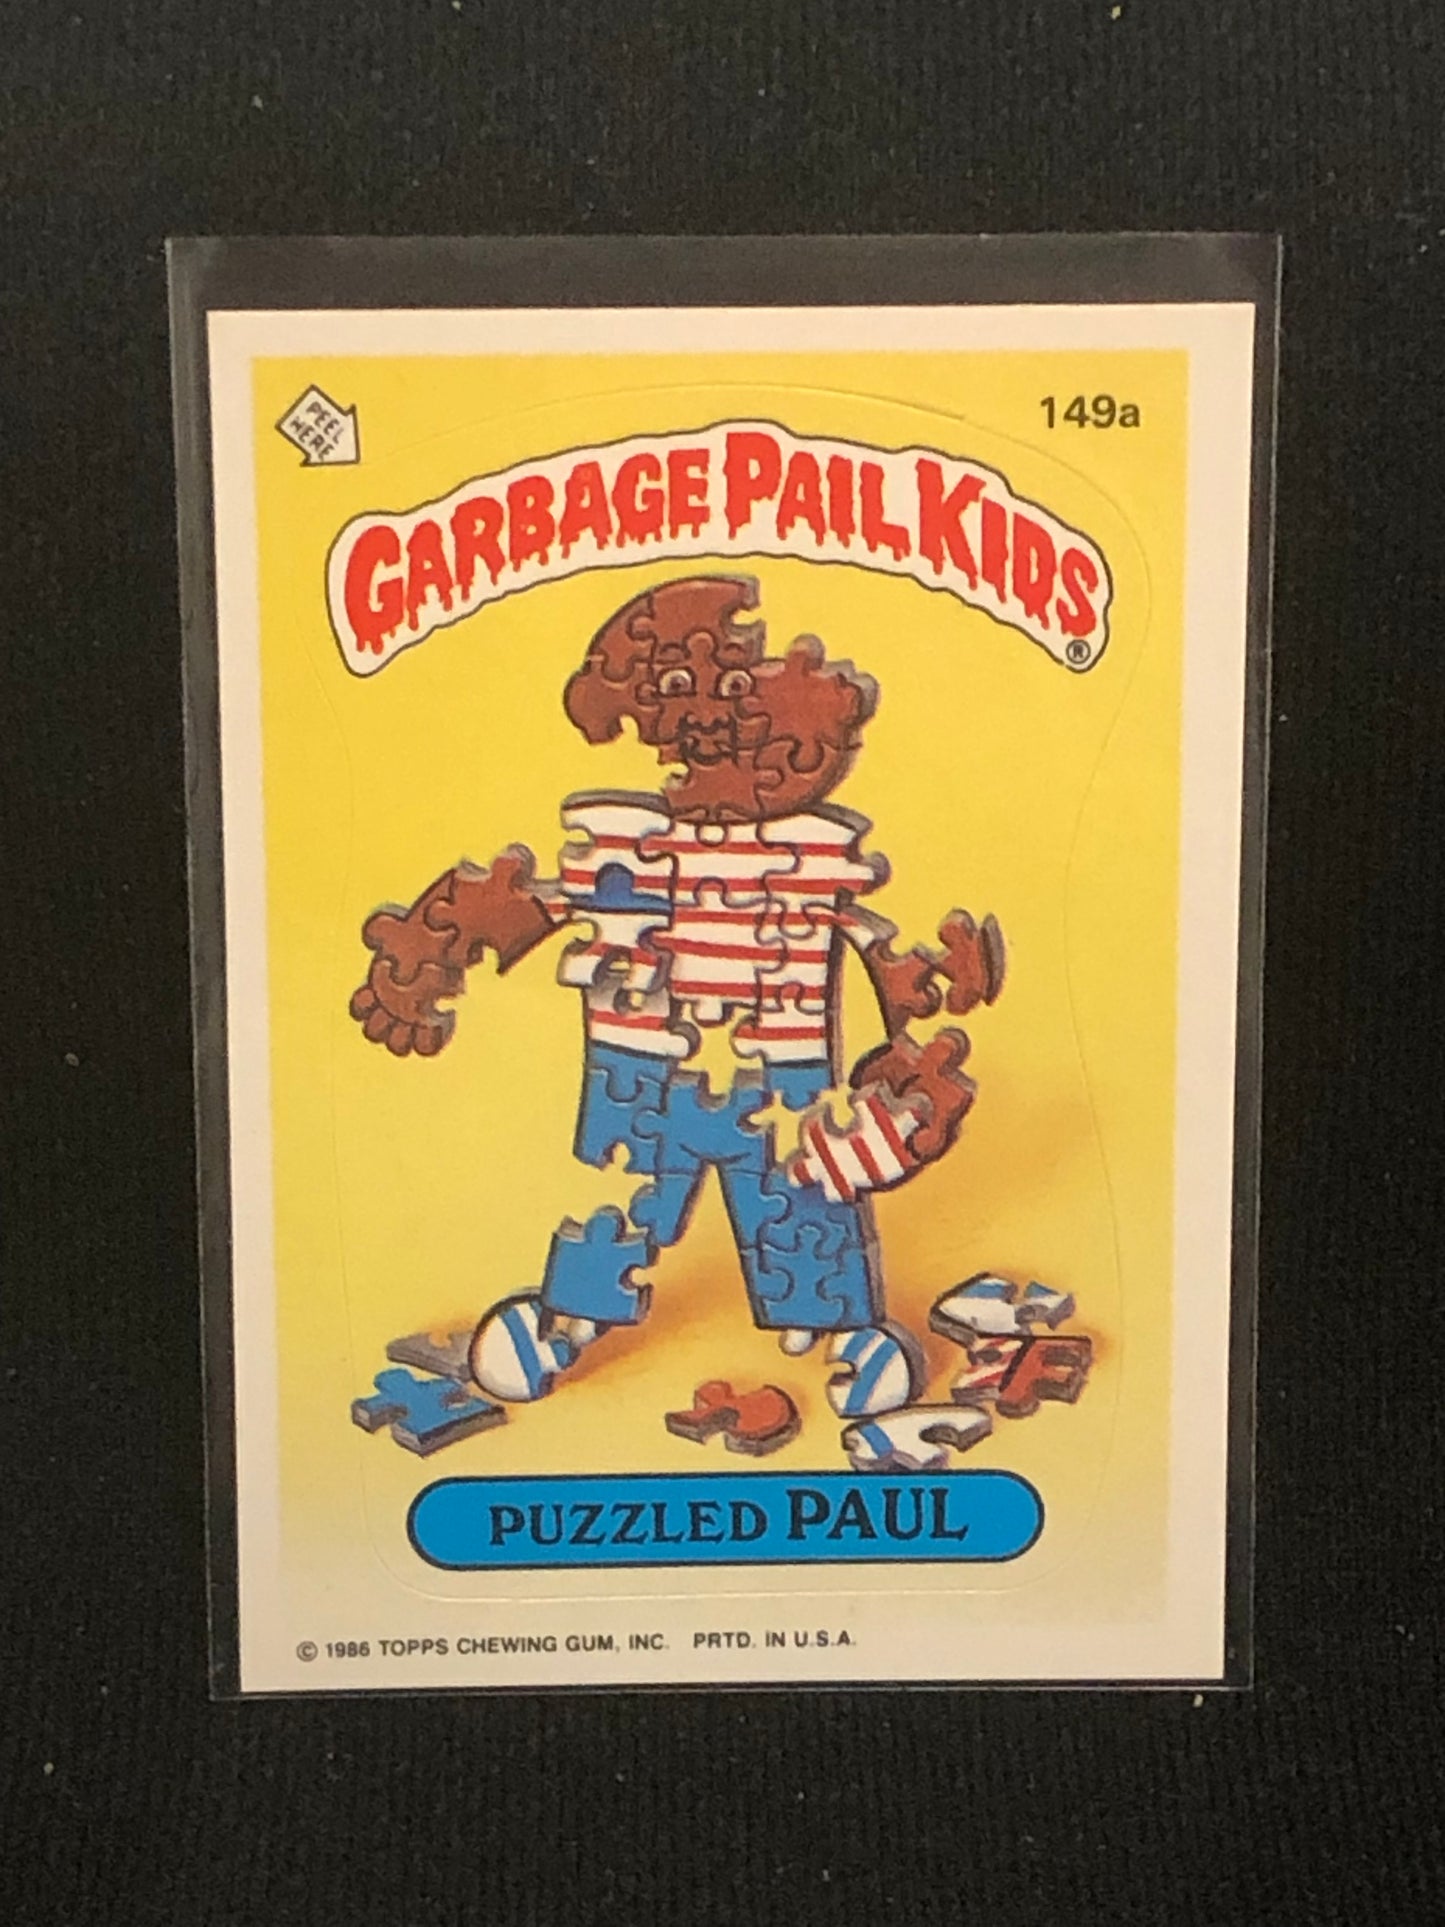 PEEL
HERE
149a
GARBAGE PAIL KIDS
®
PUZZLED PAUL
© 1986 TOPPS CHEWING GUM, INC. PRTD. IN U.S.A.